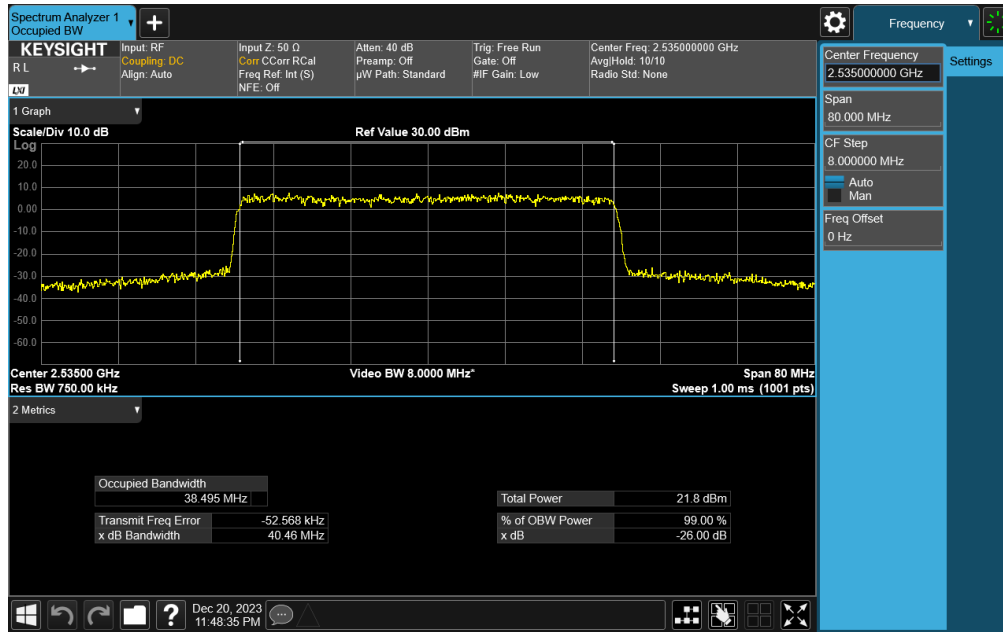 Spectrum Analyzer 1
Occupied BW
Frequency
KEYSIGHT
R L
LXI
Input: RF
Coupling: DC
Align: Auto
Input Z: 50 Ω
Corr CCorr RCal
Freq Ref: Int (S)
NFE: Off
Atten: 40 dB
Preamp: Off
µW Path: Standard
Trig: Free Run
Gate: Off
#IF Gain: Low
Center Freq: 2.535000000 GHz
Avg|Hold: 10/10
Radio Std: None
Center Frequency
2.535000000 GHz
Settings
Span
80.000 MHz
CF Step
8.000000 MHz
Auto
Man
Freq Offset
0 Hz
1 Graph
Scale/Div 10.0 dB
Ref Value 30.00 dBm
Log
20.0
10.0
0.00
-10.0
-20.0
-30.0
-40.0
-50.0
-60.0
Center 2.53500 GHz
Video BW 8.0000 MHz*
Span 80 MHz
Res BW 750.00 kHz
Sweep 1.00 ms (1001 pts)
2 Metrics
Occupied Bandwidth
38.495 MHz
Total Power 21.8 dBm
Transmit Freq Error -52.568 kHz
% of OBW Power 99.00 %
x dB Bandwidth 40.46 MHz
x dB -26.00 dB
?
Dec 20, 2023
11:48:35 PM